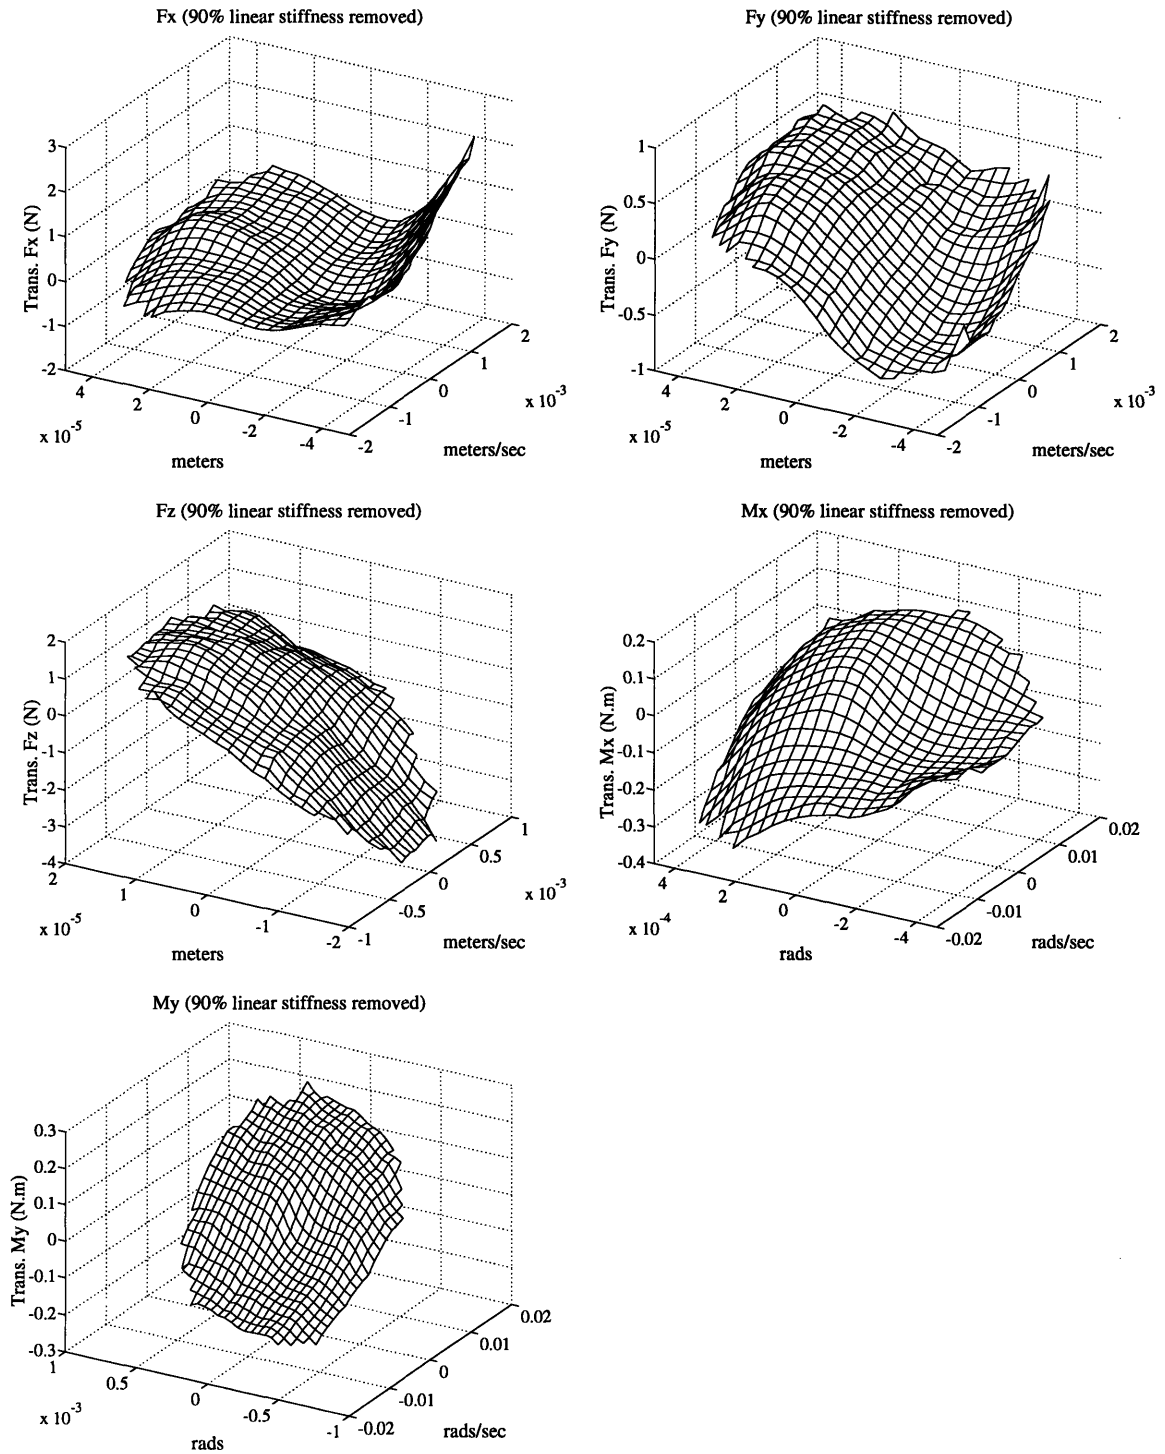 Fx (90% linear stiffness removed)
3
2
1
0
-1
-2
Trans. Fx (N)
4
2
0
-2
-4
x 10-5
meters
-2
-1
0
1
2
x 10-3
meters/sec
Fy (90% linear stiffness removed)
1
0.5
0
-0.5
-1
Trans. Fy (N)
4
2
0
-2
-4
x 10-5
meters
-2
-1
0
1
2
x 10-3
meters/sec
Fz (90% linear stiffness removed)
2
1
0
-1
-2
-3
-4
Trans. Fz (N)
2
1
0
-1
-2
x 10-5
meters
-1
-0.5
0
0.5
1
x 10-3
meters/sec
Mx (90% linear stiffness removed)
0.2
0.1
0
-0.1
-0.2
-0.3
-0.4
Trans. Mx (N.m)
4
2
0
-2
-4
x 10-4
rads
-0.02
-0.01
0
0.01
0.02
rads/sec
My (90% linear stiffness removed)
0.3
0.2
0.1
0
-0.1
-0.2
-0.3
Trans. My (N.m)
1
0.5
0
-0.5
-1
x 10-3
rads
-0.02
-0.01
0
0.01
0.02
rads/sec